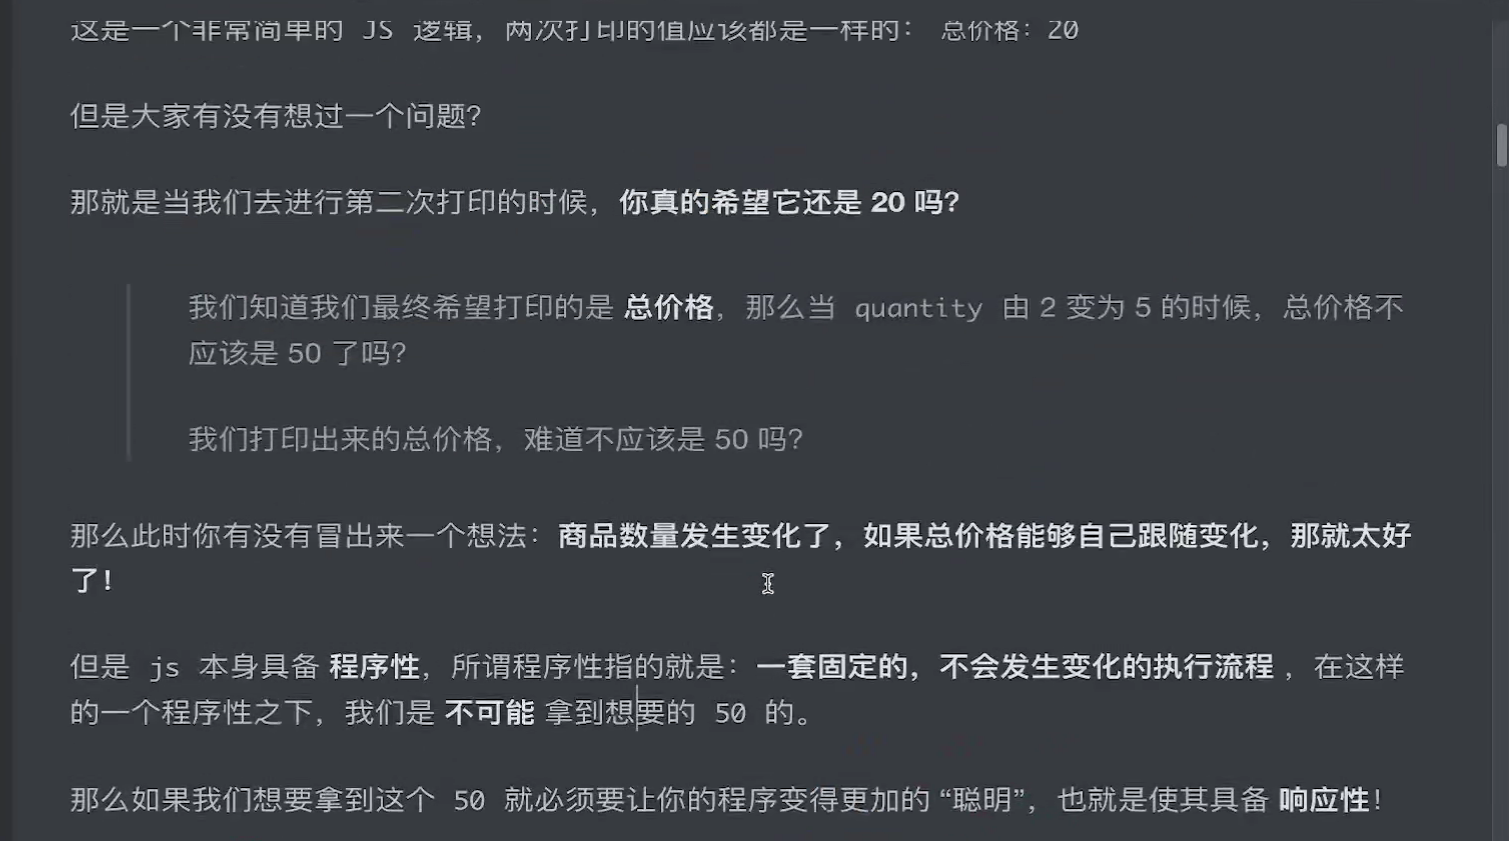 这是一个非常简单的 JS 逻辑，两次打印的值应该都是一样的： 总价格：20
但是大家有没有想过一个问题？
那就是当我们去进行第二次打印的时候，你真的希望它还是 20 吗？
我们知道我们最终希望打印的是 总价格，那么当 quantity 由 2 变为 5 的时候，总价格不
应该是 50 了吗？
我们打印出来的总价格，难道不应该是 50 吗？
那么此时你有没有冒出来一个想法：商品数量发生变化了，如果总价格能够自己跟随变化，那就太好
了！
但是 js 本身具备 程序性，所谓程序性指的就是：一套固定的，不会发生变化的执行流程 ，在这样
的一个程序性之下，我们是 不可能 拿到想要的 50 的。
那么如果我们想要拿到这个 50 就必须要让你的程序变得更加的 “聪明”，也就是使其具备 响应性！